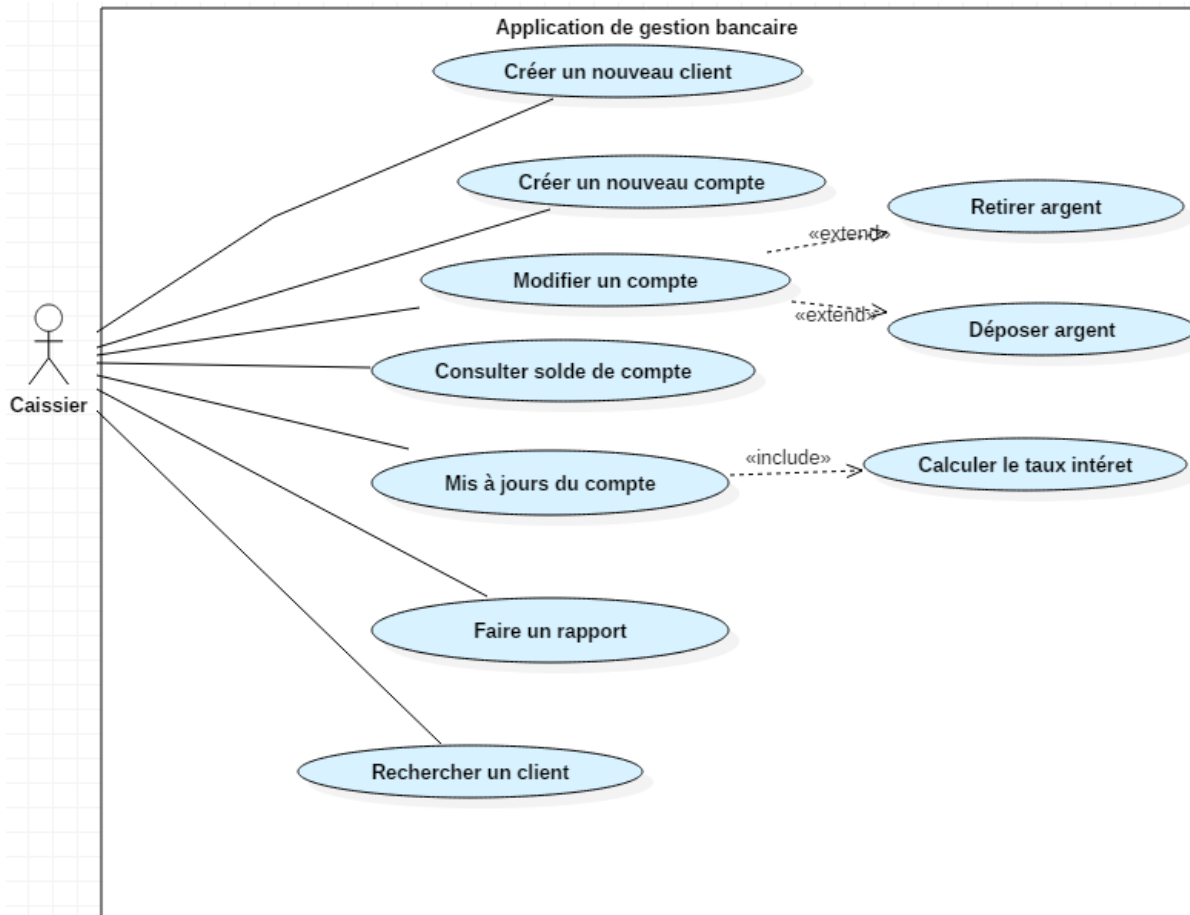 Application de gestion bancaire
Créer un nouveau client
Créer un nouveau compte
Retirer argent
«extend»
Modifier un compte
«extend»
Déposer argent
Consulter solde de compte
Caissier
«include»
Calculer le taux intéret
Mis à jours du compte
Faire un rapport
Rechercher un client